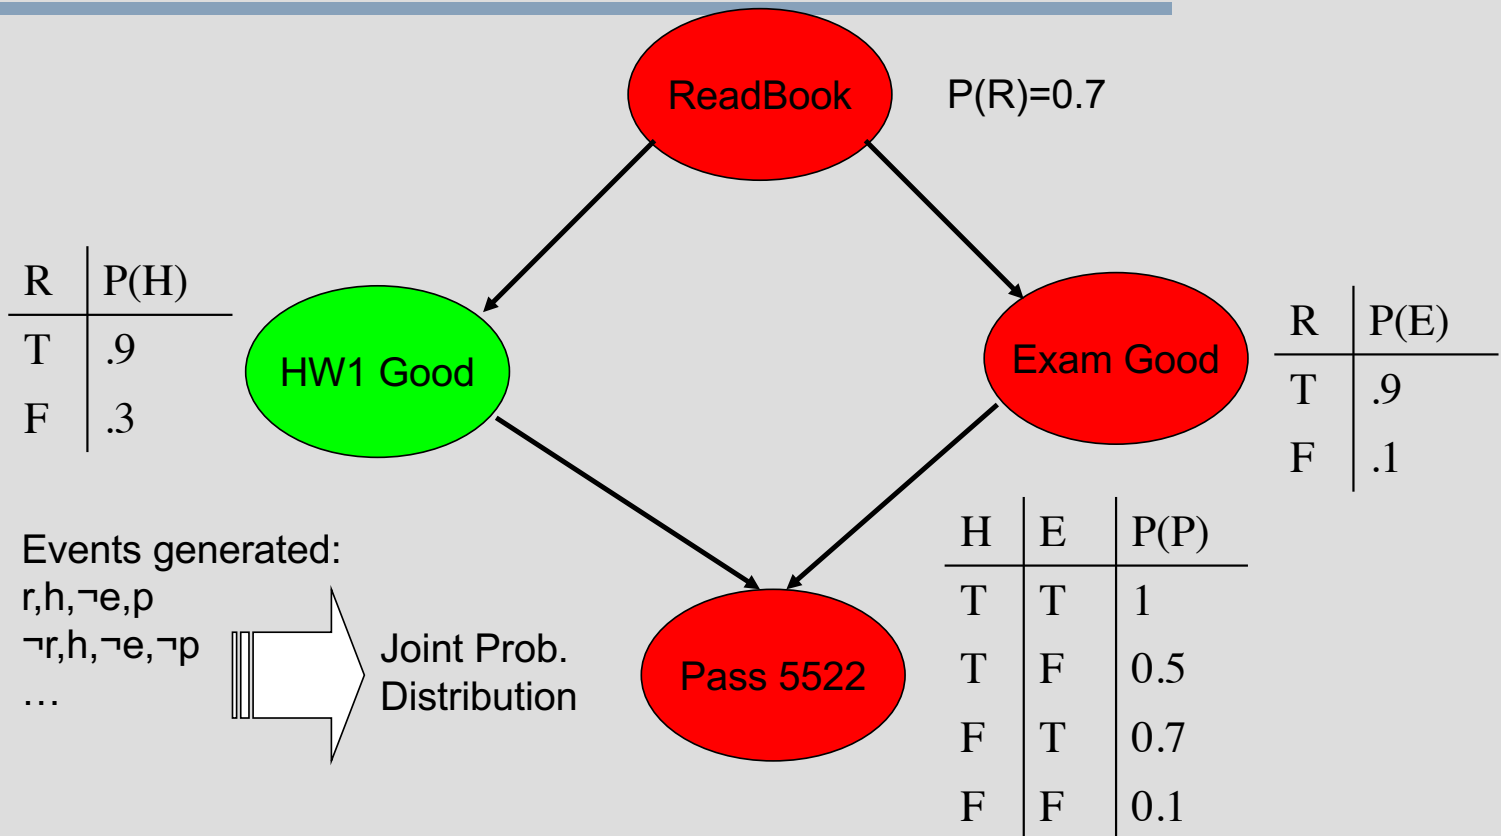 ReadBook
P(R)=0.7
R P(H)
T .9
F .3
HW1 Good
Exam Good
R P(E)
T .9
F .1
Events generated:
r,h,¬e,p
¬r,h,¬e,¬p
…
Joint Prob.
Distribution
Pass 5522
H E P(P)
T T 1
T F 0.5
F T 0.7
F F 0.1